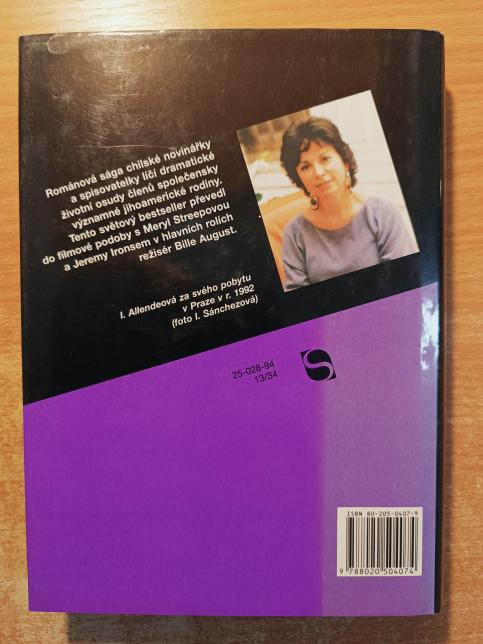 Románová sága chilské novinářky
a spisovatelky líčí dramatické
životní osudy členů společensky
významné jihoamerické rodiny.
Tento světový bestseller převedl
do filmové podoby s Meryl Streepovou
a Jeremy Ironsem v hlavních rolích
režisér Bille August.
I. Allendeová za svého pobytu
v Praze v r. 1992
(foto I. Sánchezová)
25-028-94
13/34
S
ISBN 80-205-0407-9
9 788020 504074